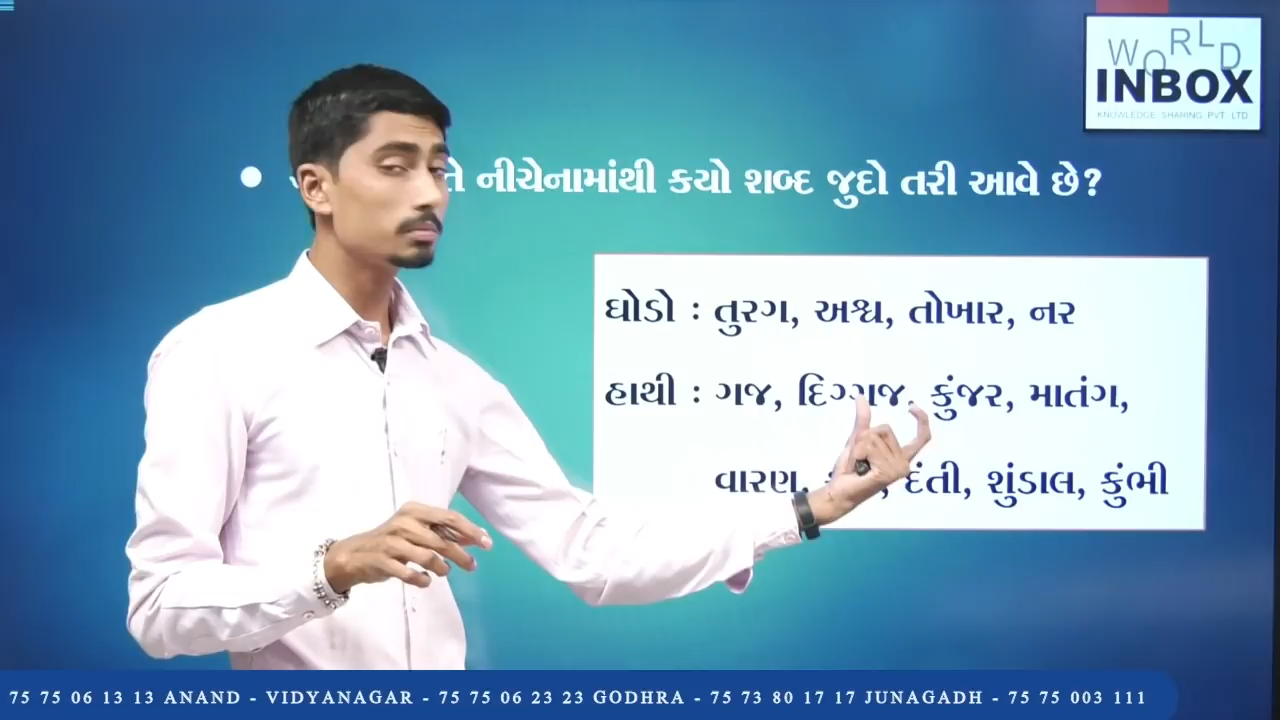 WORLD
INBOX
KNOWLEDGE SHARING PVT. LTD
નીચેનામાંથી કયો શબ્દ જુદો તરી આવે છે?
ઘોડો : તુરગ, અશ્વ, તોખાર, નર
હાથી : ગજ, દિગ્ગજ, કુંજર, માતંગ,
વારણ, દંતી, શુંડાલ, કુંભી
75 75 06 13 13 ANAND - VIDYANAGAR - 75 75 06 23 23 GODHRA - 75 73 80 17 17 JUNAGADH - 75 75 003 111